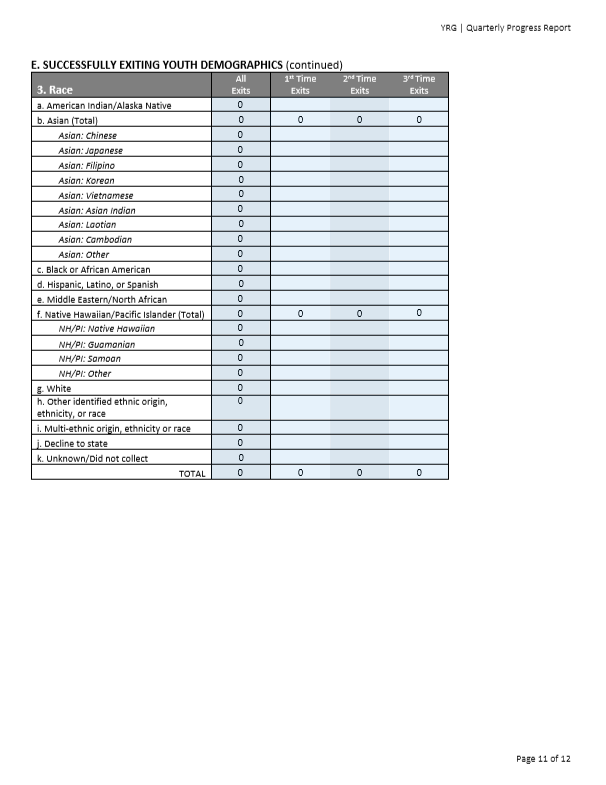 YRG | Quarterly Progress Report
E. SUCCESSFULLY EXITING YOUTH DEMOGRAPHICS (continued)
3. Race All Exits 1st Time Exits 2nd Time Exits 3rd Time Exits
a. American Indian/Alaska Native 0
b. Asian (Total) 0 0 0 0
Asian: Chinese 0
Asian: Japanese 0
Asian: Filipino 0
Asian: Korean 0
Asian: Vietnamese 0
Asian: Asian Indian 0
Asian: Laotian 0
Asian: Cambodian 0
Asian: Other 0
c. Black or African American 0
d. Hispanic, Latino, or Spanish 0
e. Middle Eastern/North African 0
f. Native Hawaiian/Pacific Islander (Total) 0 0 0 0
NH/PI: Native Hawaiian 0
NH/PI: Guamanian 0
NH/PI: Samoan 0
NH/PI: Other 0
g. White 0
h. Other identified ethnic origin, 0
ethnicity, or race
i. Multi-ethnic origin, ethnicity or race 0
j. Decline to state 0
k. Unknown/Did not collect 0
TOTAL 0 0 0 0
Page 11 of 12